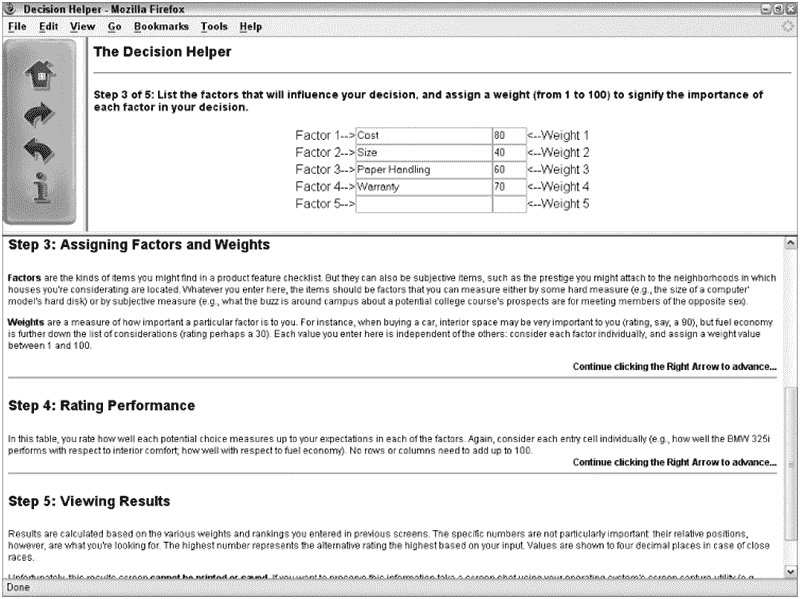 Decision Helper - Mozilla Firefox
File Edit View Go Bookmarks Tools Help
The Decision Helper
Step 3 of 5: List the factors that will influence your decision, and assign a weight (from 1 to 100) to signify the importance of
each factor in your decision.
Factor 1--> Cost 80 <--Weight 1
Factor 2--> Size 40 <--Weight 2
Factor 3--> Paper Handling 60 <--Weight 3
Factor 4--> Warranty 70 <--Weight 4
Factor 5--> <--Weight 5
Step 3: Assigning Factors and Weights
Factors are the kinds of items you might find in a product feature checklist. But they can also be subjective items, such as the prestige you might attach to the neighborhoods in which
houses you're considering are located. Whatever you enter here, the items should be factors that you can measure either by some hard measure (e.g., the size of a computer'
model's hard disk) or by subjective measure (e.g., what the buzz is around campus about a potential college course's prospects are for meeting members of the opposite sex).
Weights are a measure of how important a particular factor is to you. For instance, when buying a car, interior space may be very important to you (rating, say, a 90), but fuel economy
is further down the list of considerations (rating perhaps a 30). Each value you enter here is independent of the others: consider each factor individually, and assign a weight value
between 1 and 100.
Continue clicking the Right Arrow to advance...
Step 4: Rating Performance
In this table, you rate how well each potential choice measures up to your expectations in each of the factors. Again, consider each entry cell individually (e.g., how well the BMW 325i
performs with respect to interior comfort; how well with respect to fuel economy). No rows or columns need to add up to 100.
Continue clicking the Right Arrow to advance...
Step 5: Viewing Results
Results are calculated based on the various weights and rankings you entered in previous screens. The specific numbers are not particularly important: their relative positions,
however, are what you're looking for. The highest number represents the alternative rating the highest based on your input. Values are shown to four decimal places in case of close
races.
Unfortunately, this results screen cannot be printed or saved. If you want to preserve this information take a screen shot using your operating system's screen capture utility (e.g.
Done